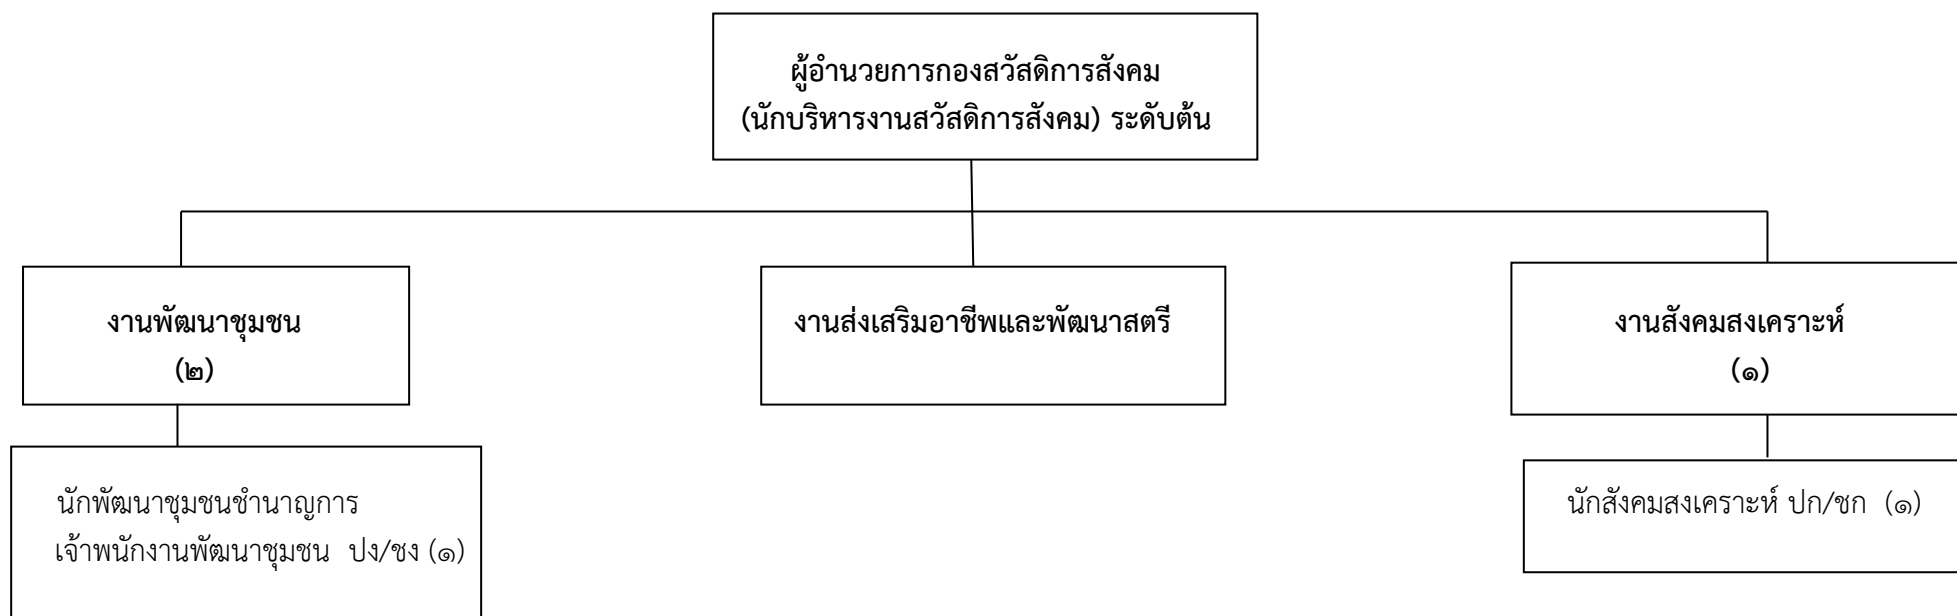 ผู้อำนวยการกองสวัสดิการสังคม
(นักบริหารงานสวัสดิการสังคม) ระดับต้น
งานพัฒนาชุมชน
(๒)
งานส่งเสริมอาชีพและพัฒนาสตรี
งานสังคมสงเคราะห์
(๑)
นักพัฒนาชุมชนชำนาญการ
เจ้าพนักงานพัฒนาชุมชน ปง/ชง (๑)
นักสังคมสงเคราะห์ ปก/ชก (๑)